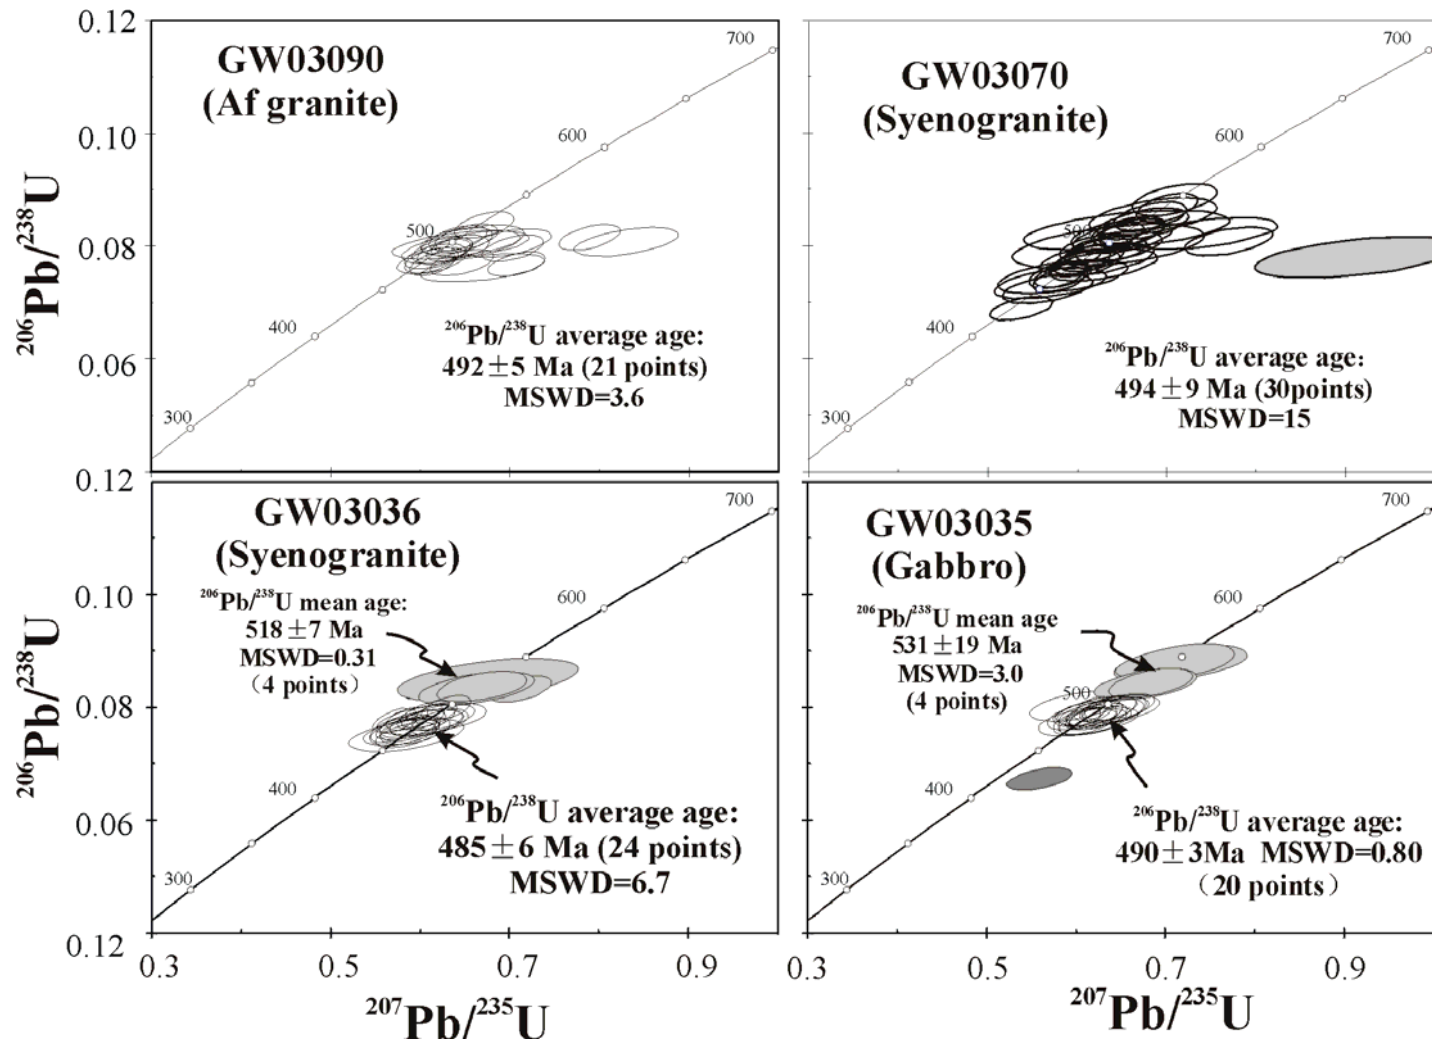 0.12
0.10
0.08
0.06
²⁰⁶Pb/²³⁸U
GW03090
(Af granite)
700
600
500
400
300
²⁰⁶Pb/²³⁸U average age:
492±5 Ma (21 points)
MSWD=3.6
GW03070
(Syenogranite)
700
600
500
400
300
²⁰⁶Pb/²³⁸U average age:
494±9 Ma (30points)
MSWD=15
0.12
0.10
0.08
0.06
0.12
²⁰⁶Pb/²³⁸U
GW03036
(Syenogranite)
²⁰⁶Pb/²³⁸U mean age:
518±7 Ma
MSWD=0.31
(4 points)
700
600
400
300
²⁰⁶Pb/²³⁸U average age:
485±6 Ma (24 points)
MSWD=6.7
0.3
0.5
0.7
0.9
²⁰⁷Pb/²³⁵U
GW03035
(Gabbro)
²⁰⁶Pb/²³⁸U mean age
531±19 Ma
MSWD=3.0
(4 points)
700
600
500
400
300
²⁰⁶Pb/²³⁸U average age:
490±3Ma MSWD=0.80
(20 points)
0.3
0.5
0.7
0.9
²⁰⁷Pb/²³⁵U